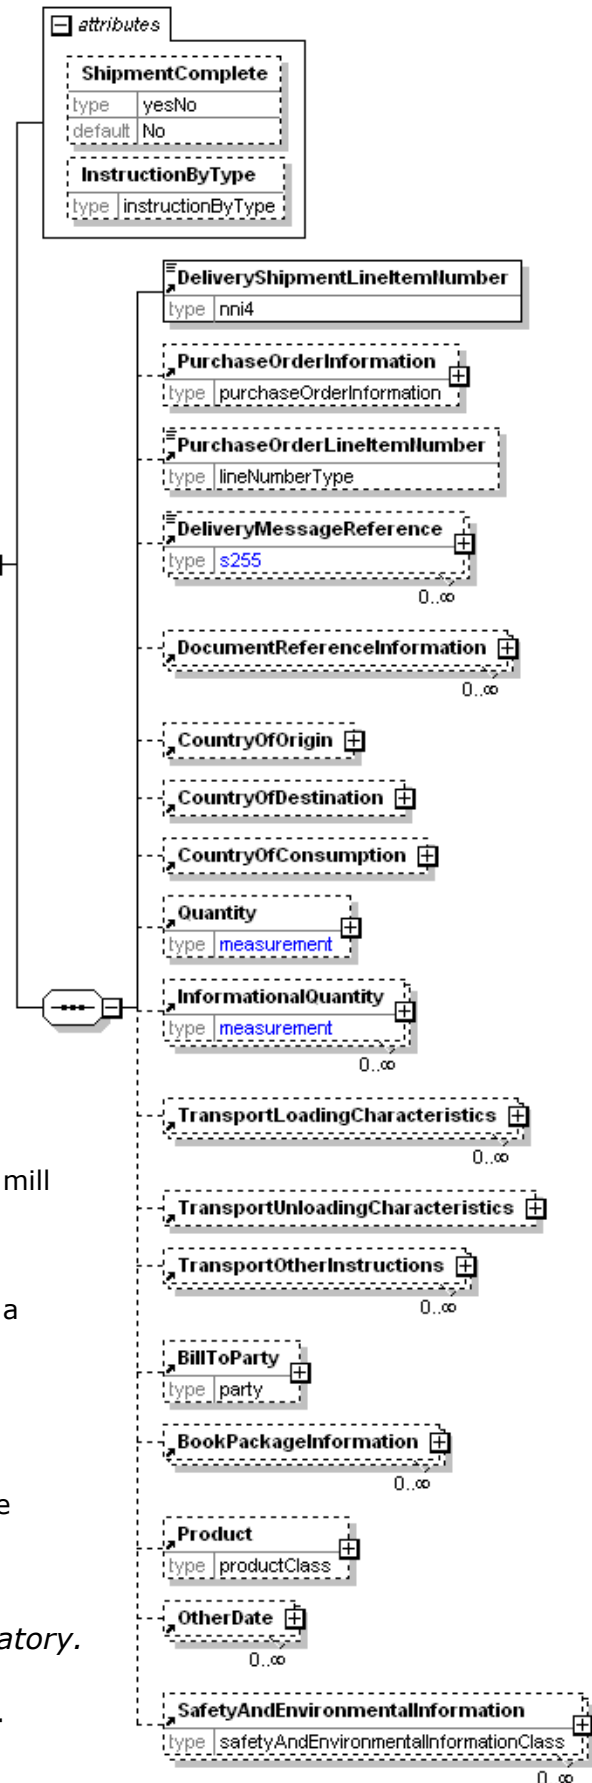 attributes
ShipmentComplete
type yesNo
default No
InstructionByType
type instructionByType
DeliveryShipmentLineItemNumber
type nni4
PurchaseOrderInformation
type purchaseOrderInformation
PurchaseOrderLineItemNumber
type lineNumberType
DeliveryMessageReference
type s255
0..∞
DocumentReferenceInformation
0..∞
CountryOfOrigin
CountryOfDestination
CountryOfConsumption
Quantity
type measurement
InformationalQuantity
type measurement
0..∞
TransportLoadingCharacteristics
0..∞
mill
TransportUnloadingCharacteristics
TransportOtherInstructions
0..∞
a
BillToParty
type party
BookPackageInformation
0..∞
e
Product
type productClass
OtherDate
atory.
0..∞
SafetyAndEnvironmentalInformation
.
type safetyAndEnvironmentalInformationClass
0..∞